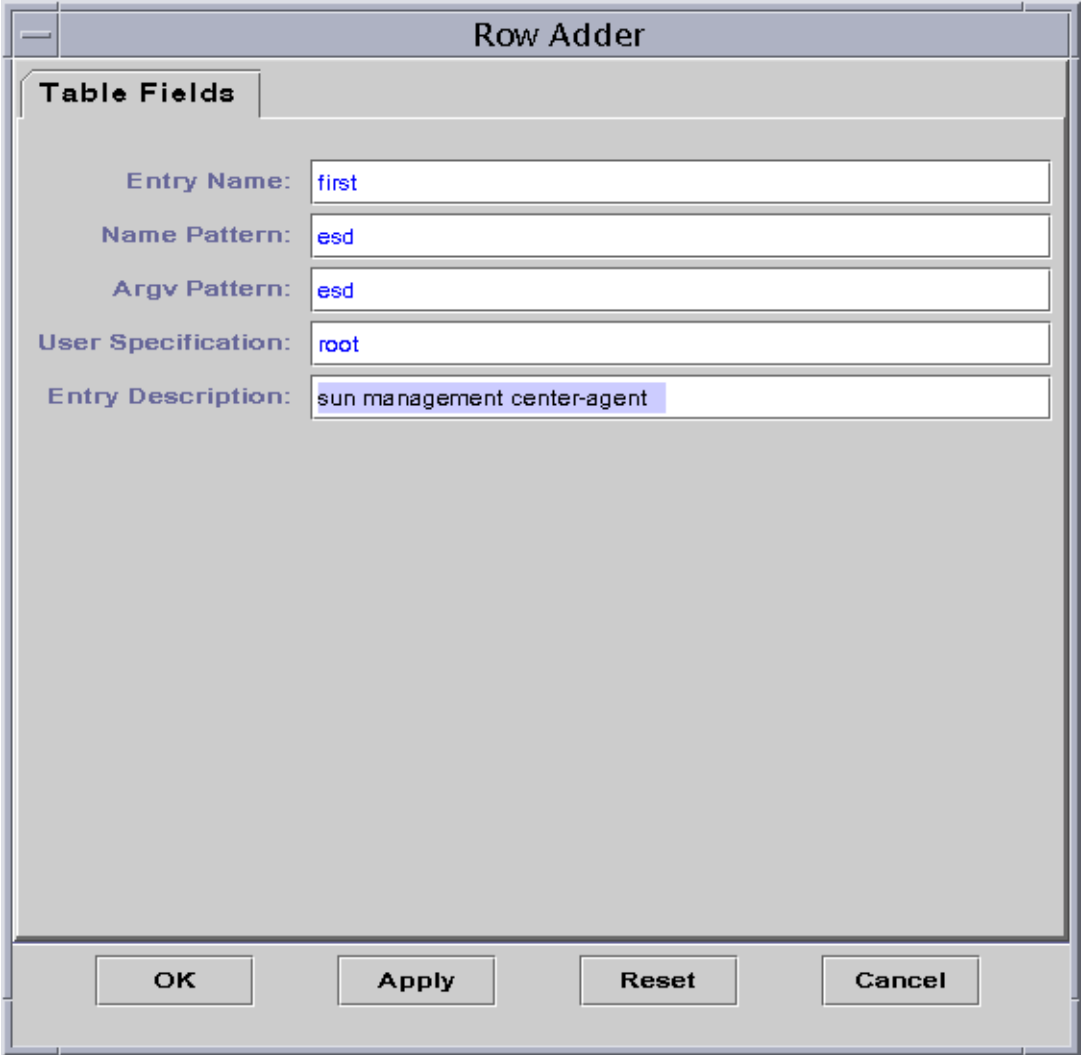 Row Adder
Table Fields
Entry Name: first
Name Pattern: esd
Argv Pattern: esd
User Specification: root
Entry Description: sun management center-agent
OK Apply Reset Cancel